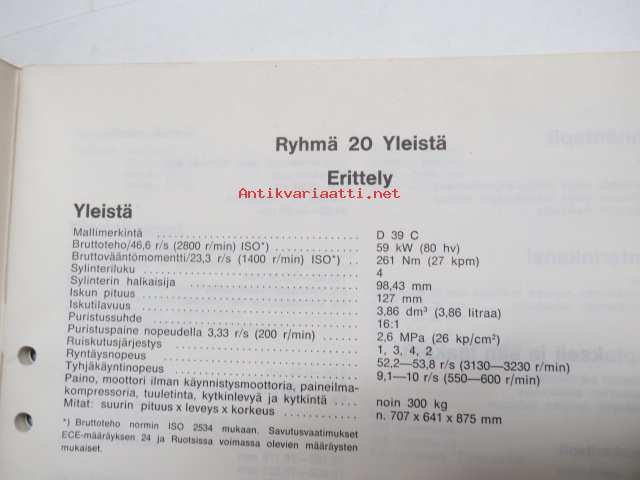 Ryhmä 20 Yleistä
Erittely
Antikvariaatti.net
Yleistä
Mallimerkintä ........ D 39 C
Bruttoteho/46,6 r/s (2800 r/min) ISO*) ........ 59 kW (80 hv)
Bruttovääntömomentti/23,3 r/s (1400 r/min) ISO*) .. 261 Nm (27 kpm)
Sylinteriluku ........ 4
Sylinterin halkaisija ........ 98,43 mm
Iskun pituus ........ 127 mm
Iskutilavuus ........ 3,86 dm³ (3,86 litraa)
Puristussuhde ........ 16:1
Puristuspaine nopeudella 3,33 r/s (200 r/min) ........ 2,6 MPa (26 kp/cm²)
Ruiskutusjärjestys ........ 1, 3, 4, 2
Ryntäysnopeus ........ 52,2—53,8 r/s (3130—3230 r/min)
Tyhjäkäyntinopeus ........ 9,1—10 r/s (550—600 r/min)
Paino, moottori ilman käynnistysmoottoria, paineilma-
kompressoria, tuuletinta, kytkinlevyä ja kytkintä .... noin 300 kg
Mitat: suurin pituus x leveys x korkeus ........ n. 707 x 641 x 875 mm
*) Bruttoteho normin ISO 2534 mukaan. Savutusvaatimukset
ECE-määräyksen 24 ja Ruotsissa voimassa olevien määräysten
mukaiset.